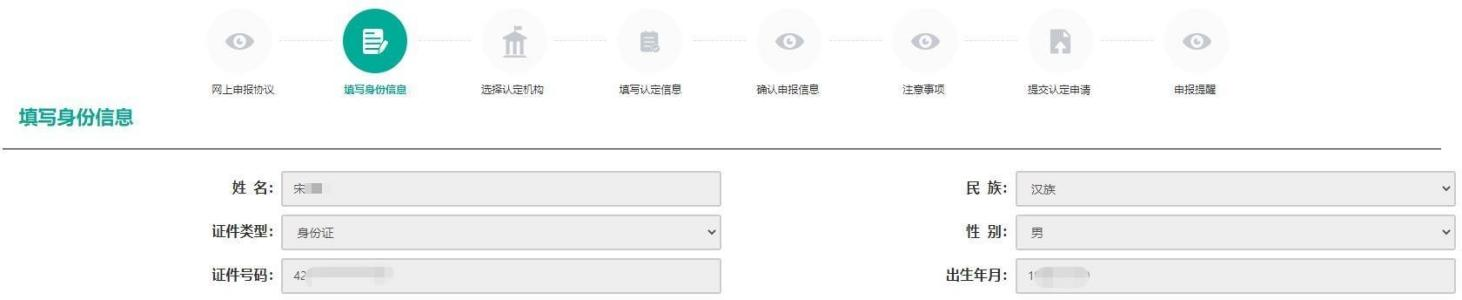 网上申报协议 填写身份信息 选择认定机构 填写认定信息 确认申报信息 注意事项 提交认定申请 申报提醒
填写身份信息
姓 名: 宋 民 族: 汉族
证件类型: 身份证 性 别: 男
证件号码: 42 出生年月: 1